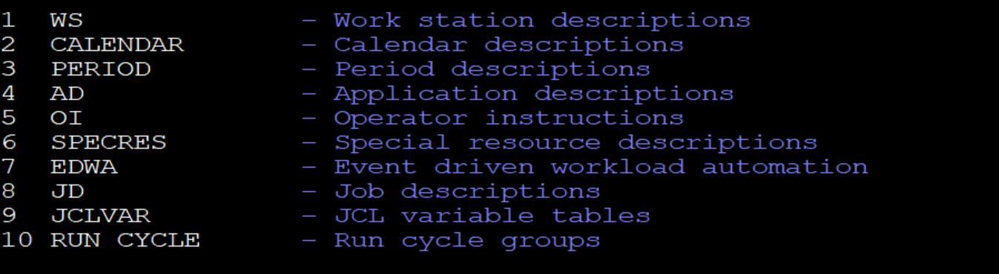 1 WS - Work station descriptions
2 CALENDAR - Calendar descriptions
3 PERIOD - Period descriptions
4 AD - Application descriptions
5 OI - Operator instructions
6 SPECRES - Special resource descriptions
7 EDWA - Event driven workload automation
8 JD - Job descriptions
9 JCLVAR - JCL variable tables
10 RUN CYCLE - Run cycle groups